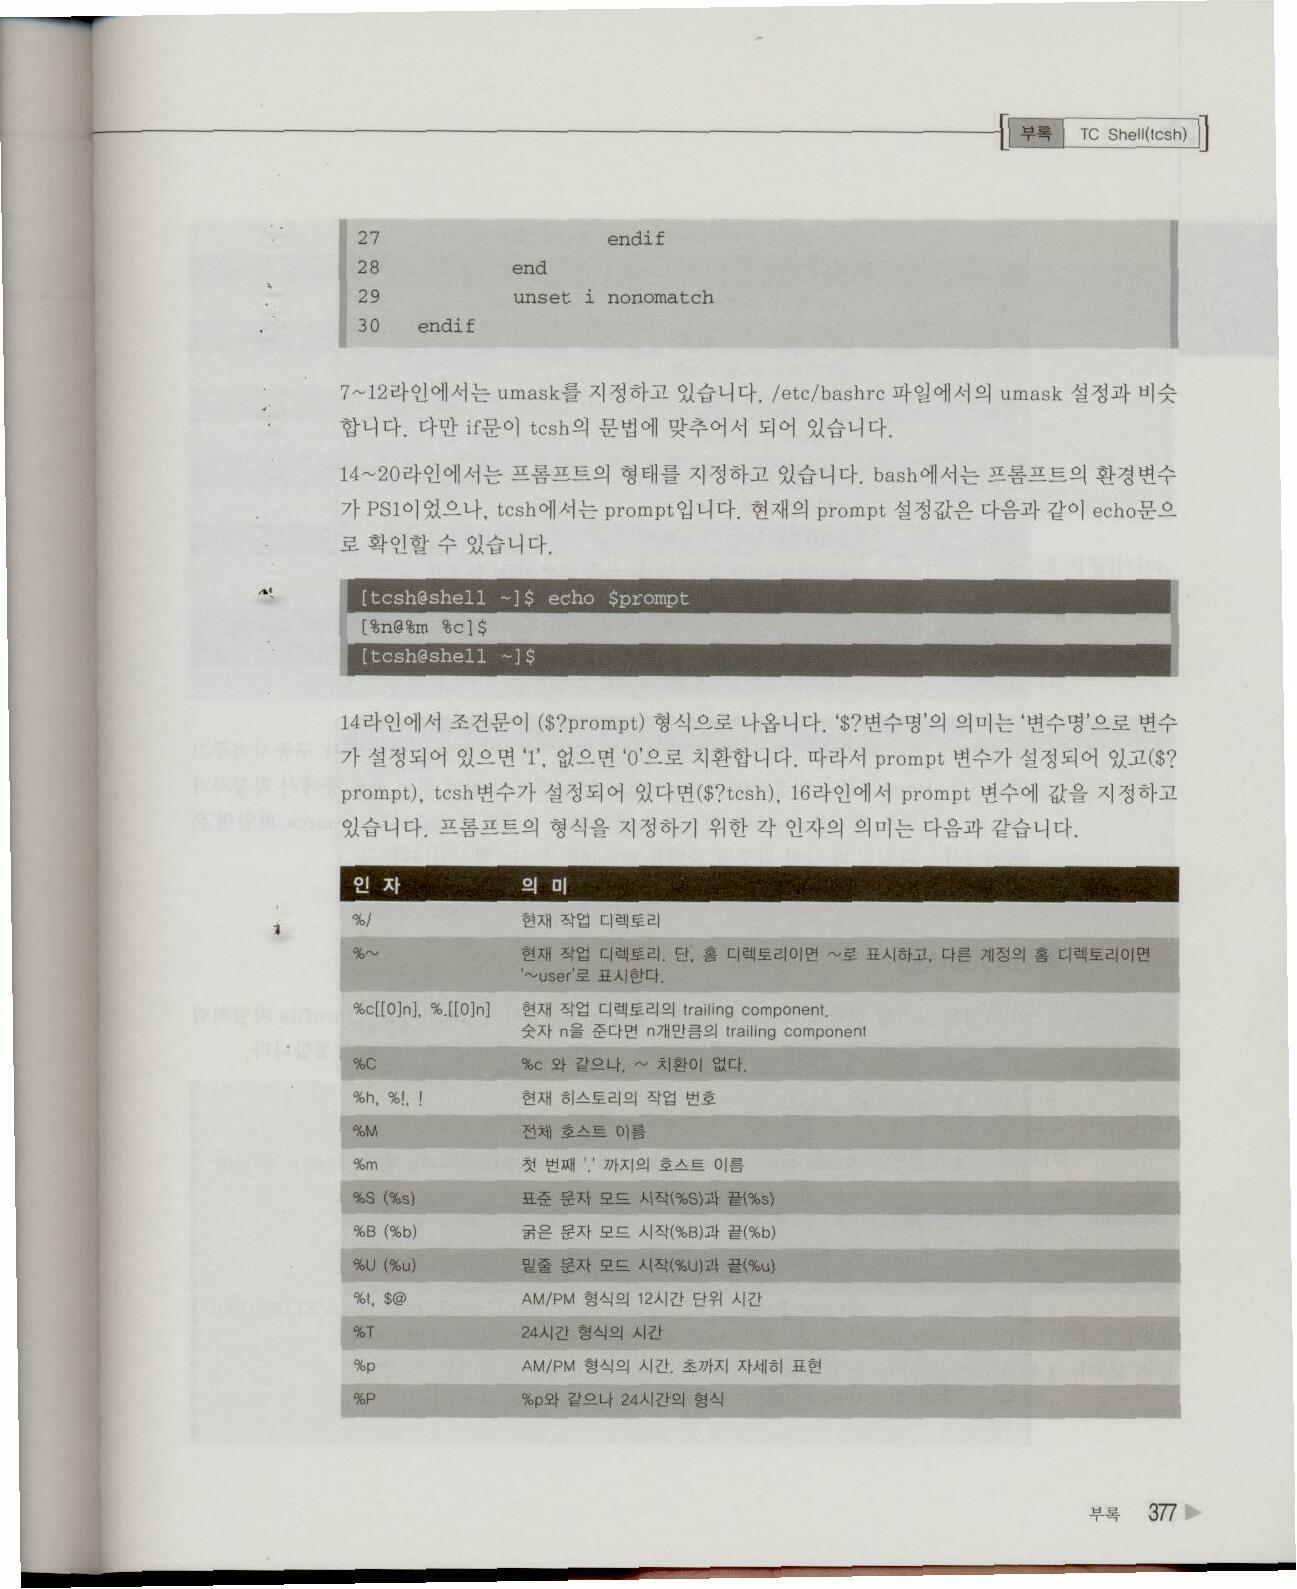 부록 TC Shell(tcsh)
27 endif
28 end
29 unset i nonomatch
30 endif
7~12라인에서는 umask를 지정하고 있습니다. /etc/bashrc 파일에서의 umask 설정과 비슷
합니다. 다만 if문이 tcsh의 문법에 맞추어서 되어 있습니다.
14~20라인에서는 프롬프트의 형태를 지정하고 있습니다. bash에서는 프롬프트의 환경변수
가 PS1이었으나, tcsh에서는 prompt입니다. 현재의 prompt 설정값은 다음과 같이 echo문으
로 확인할 수 있습니다.
[tcsh@shell ~]$ echo $prompt
[%n@%m %c]$
[tcsh@shell ~]$
14라인에서 조건문이 ($?prompt) 형식으로 나옵니다. '$?변수명'의 의미는 '변수명'으로 변수
가 설정되어 있으면 '1', 없으면 '0'으로 치환합니다. 따라서 prompt 변수가 설정되어 있고($?
prompt), tcsh변수가 설정되어 있다면($?tcsh), 16라인에서 prompt 변수에 값을 지정하고
있습니다. 프롬프트의 형식을 지정하기 위한 각 인자의 의미는 다음과 같습니다.
인 자 의 미
%/ 현재 작업 디렉토리
%~ 현재 작업 디렉토리. 단, 홈 디렉토리이면 ~로 표시하고, 다른 계정의 홈 디렉토리이면
'~user'로 표시한다.
%c[[0]n], %.[[0]n] 현재 작업 디렉토리의 trailing component.
숫자 n을 준다면 n개만큼의 trailing component
%C %c 와 같으나, ~ 치환이 없다.
%h, %!, ! 현재 히스토리의 작업 번호
%M 전체 호스트 이름
%m 첫 번째 '.' 까지의 호스트 이름
%S (%s) 표준 문자 모드 시작(%S)과 끝(%s)
%B (%b) 굵은 문자 모드 시작(%B)과 끝(%b)
%U (%u) 밑줄 문자 모드 시작(%U)과 끝(%u)
%t, $@ AM/PM 형식의 12시간 단위 시간
%T 24시간 형식의 시간
%p AM/PM 형식의 시간. 초까지 자세히 표현
%P %p와 같으나 24시간의 형식
부록 377